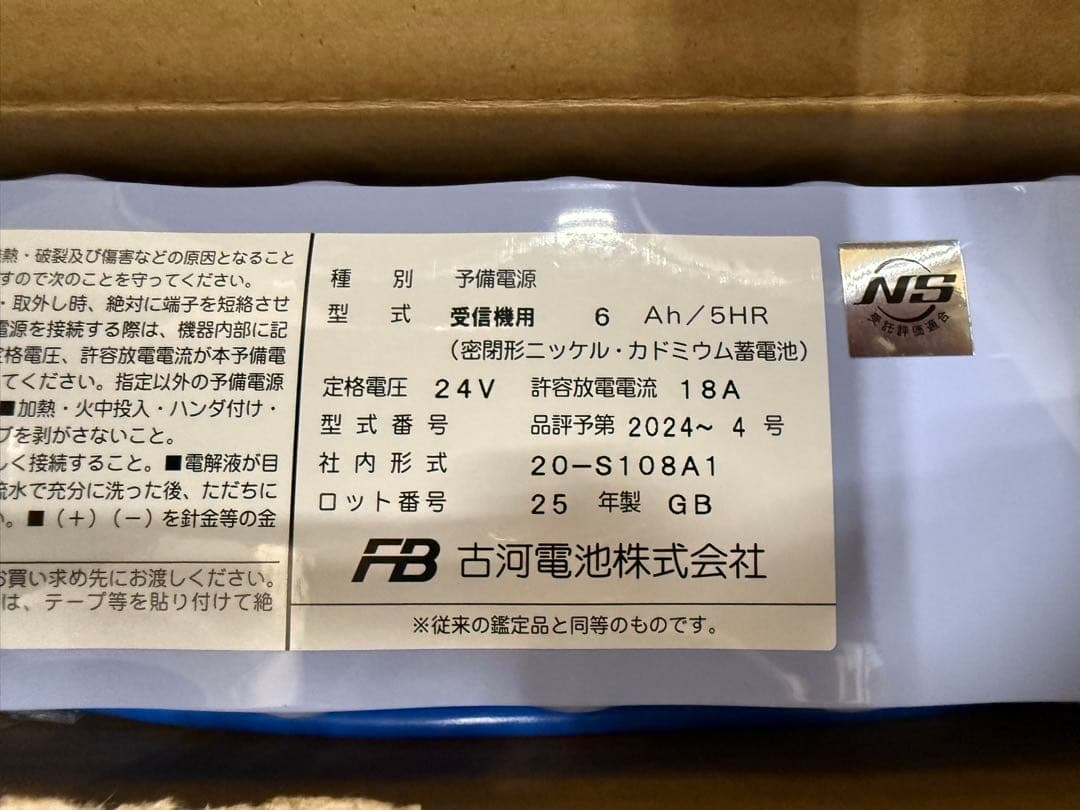 熱・破裂及び傷害などの原因となること
すので次のことを守ってください。
・取外し時、絶対に端子を短絡させ
電源を接続する際は、機器内部に記
定格電圧、許容放電電流が本予備電
てください。指定以外の予備電源
■加熱・火中投入・ハンダ付け・
ブを剥がさないこと。
しく接続すること。■電解液が目
流水で充分に洗った後、ただちに
い。■(+)(−)を針金等の金
お買い求め先にお渡しください。
は、テープ等を貼り付けて絶
種別 予備電源
型式 受信機用 6 Ah/5HR
(密閉形ニッケル・カドミウム蓄電池)
定格電圧 24V 許容放電電流 18A
型式番号 品評予第 2024~ 4 号
社内形式 20-S108A1
ロット番号 25 年製 GB
FB 古河電池株式会社
※従来の鑑定品と同等のものです。
NS
受託評価適合